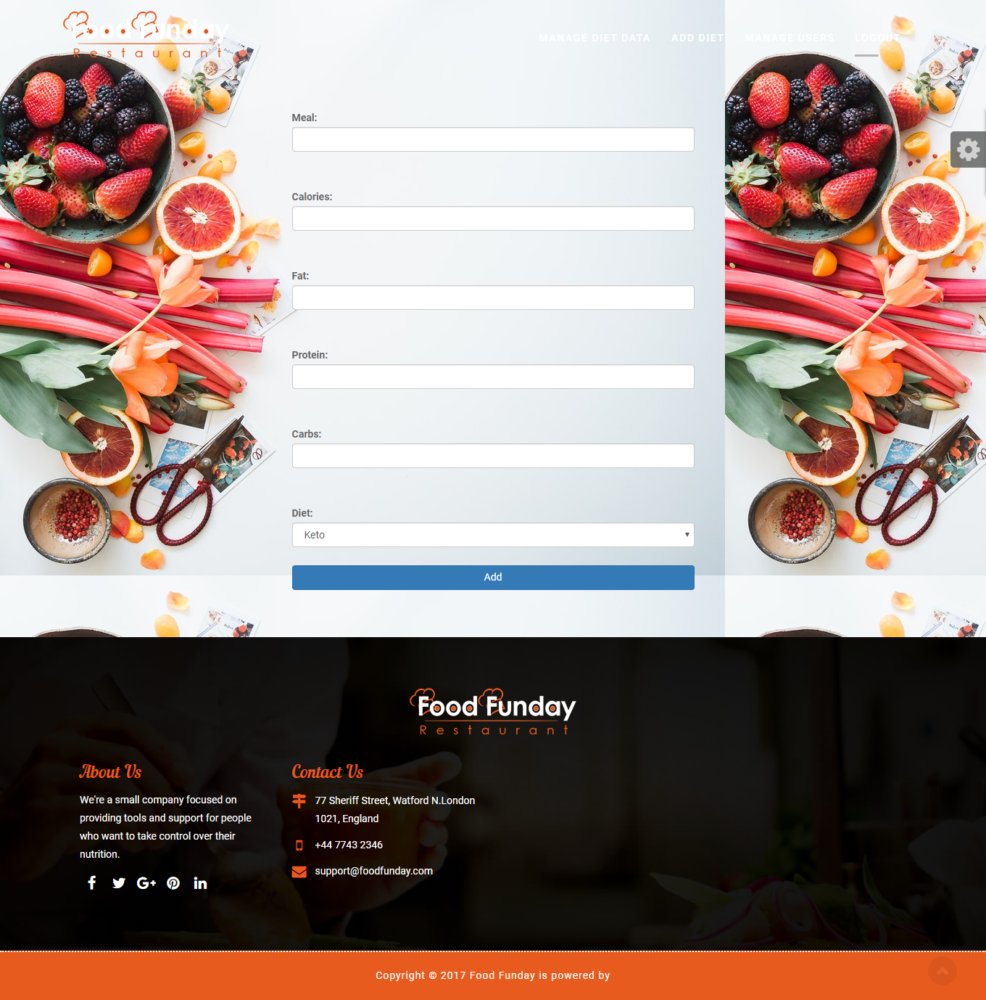 Food Funday
Restaurant
MANAGE DIET DATA ADD DIET MANAGE USERS LOGOUT
Meal:
Calories:
Fat:
Protein:
Carbs:
Diet:
Keto
Add
Food Funday
Restaurant
About Us
We're a small company focused on
providing tools and support for people
who want to take control over their
nutrition.
Contact Us
77 Sheriff Street, Watford N.London
1021, England
+44 7743 2346
support@foodfunday.com
Copyright © 2017 Food Funday is powered by